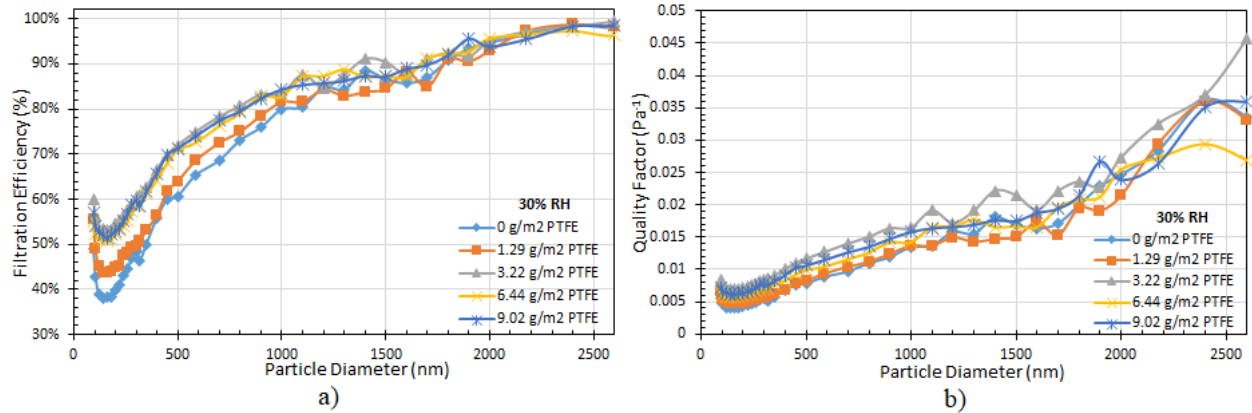 100%
90%
80%
70%
60%
50%
40%
30%
Filtration Efficiency (%)
0
500
1000
1500
2000
2500
Particle Diameter (nm)
30% RH
0 g/m2 PTFE
1.29 g/m2 PTFE
3.22 g/m2 PTFE
6.44 g/m2 PTFE
9.02 g/m2 PTFE
a)
0.05
0.045
0.04
0.035
0.03
0.025
0.02
0.015
0.01
0.005
0
Quality Factor (Pa-1)
0
500
1000
1500
2000
2500
Particle Diameter (nm)
30% RH
0 g/m2 PTFE
1.29 g/m2 PTFE
3.22 g/m2 PTFE
6.44 g/m2 PTFE
9.02 g/m2 PTFE
b)